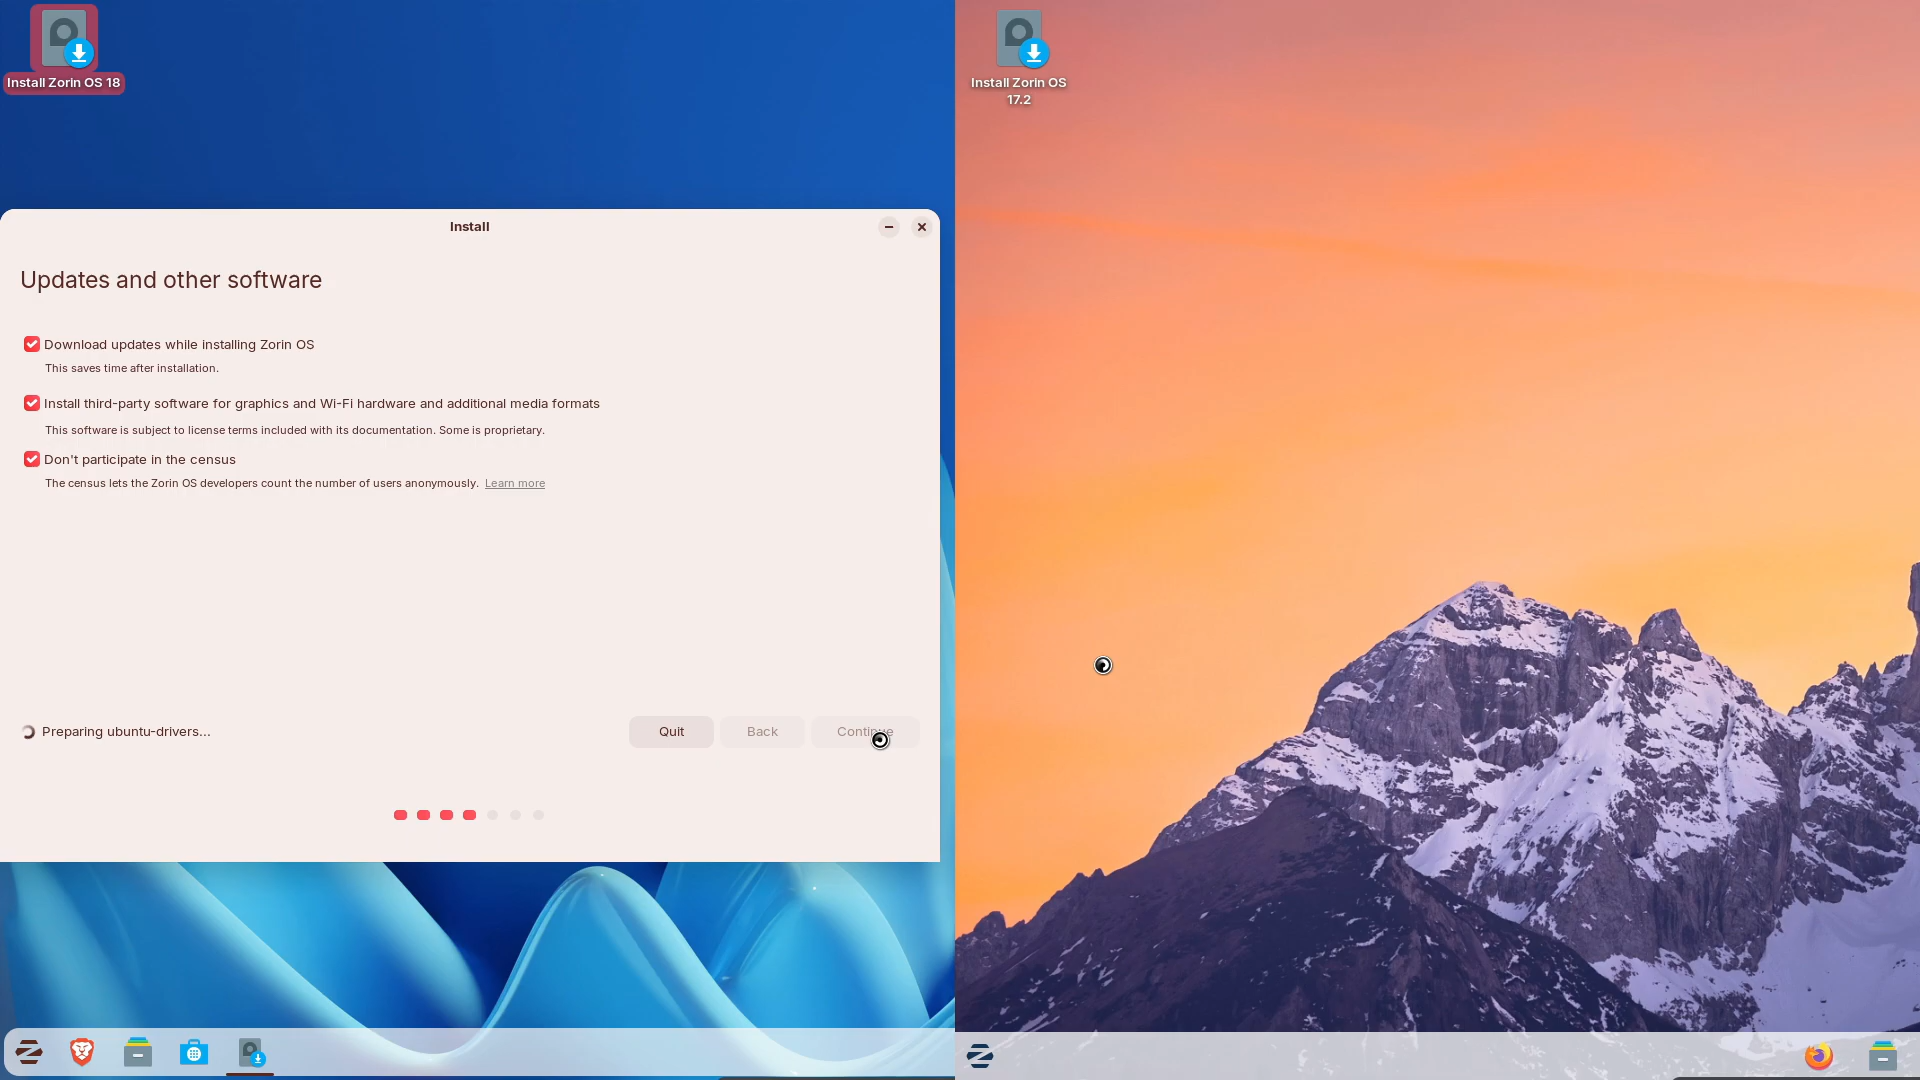 Install Zorin OS 18
Install
Updates and other software
Download updates while installing Zorin OS
This saves time after installation.
Install third-party software for graphics and Wi-Fi hardware and additional media formats
This software is subject to license terms included with its documentation. Some is proprietary.
Don't participate in the census
The census lets the Zorin OS developers count the number of users anonymously. Learn more
Preparing ubuntu-drivers...
Quit
Back
Continue
Install Zorin OS
17.2